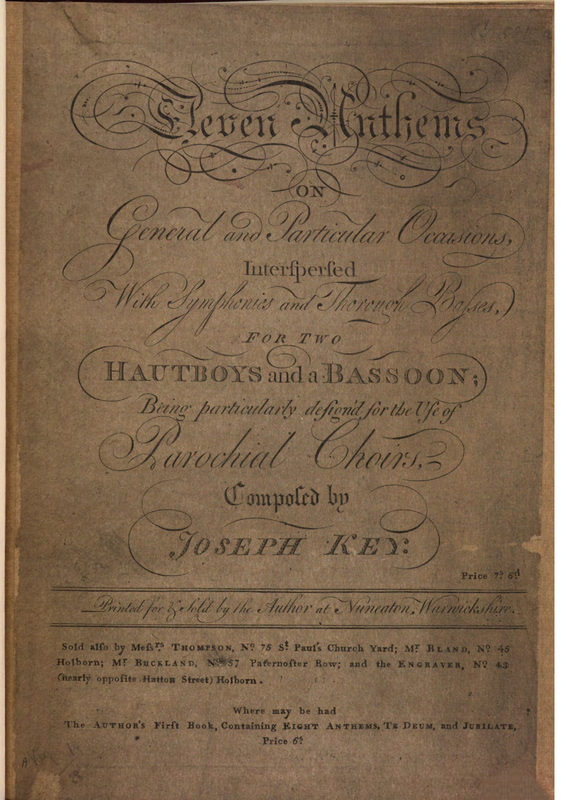 Eleven Anthems
ON
General and Particular Occasions,
Interſperſed
With Symphonies and Thorough Baſses,
FOR TWO
HAUTBOYS and a BASSOON;
Being particularly deſign'd for the Uſe of
Parochial Choirs,
Compoſed by
JOSEPH KEY:
Price 7s. 6d.
Printed for & Sold by the Author at Nuneaton, Warwickshire.
Sold alſo by Meſsrs. THOMPSON, No. 75 St. Paul's Church Yard; Mr. BLAND, No. 45
Holborn; Mr. BUCKLAND, No. 57 Paternoſter Row; and the ENGRAVER, No. 43
(nearly oppoſite Hatton Street) Holborn.
Where may be had
The AUTHOR'S Firſt Book, Containing EIGHT ANTHEMS, TE DEUM, and JUBILATE,
Price 6s.